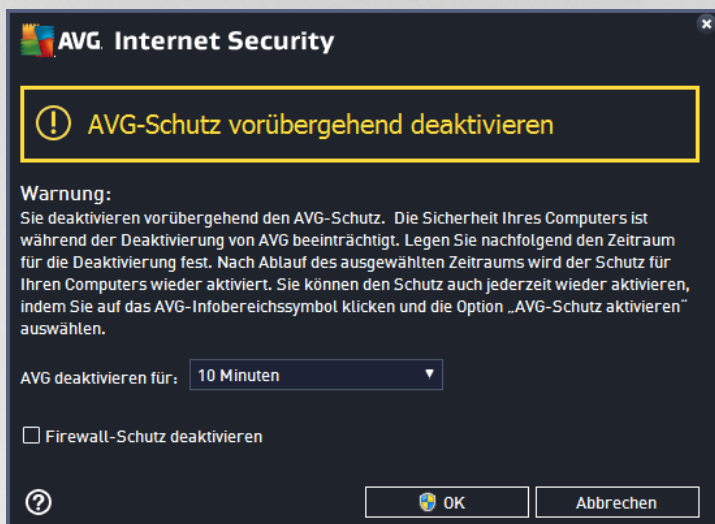 AVG. Internet Security
AVG-Schutz vorübergehend deaktivieren
Warnung:
Sie deaktivieren vorübergehend den AVG-Schutz. Die Sicherheit Ihres Computers ist
während der Deaktivierung von AVG beeinträchtigt. Legen Sie nachfolgend den Zeitraum
für die Deaktivierung fest. Nach Ablauf des ausgewählten Zeitraums wird der Schutz für
Ihren Computers wieder aktiviert. Sie können den Schutz auch jederzeit wieder aktivieren,
indem Sie auf das AVG-Infobereichssymbol klicken und die Option „AVG-Schutz aktivieren“
auswählen.
AVG deaktivieren für: 10 Minuten
Firewall-Schutz deaktivieren
OK Abbrechen